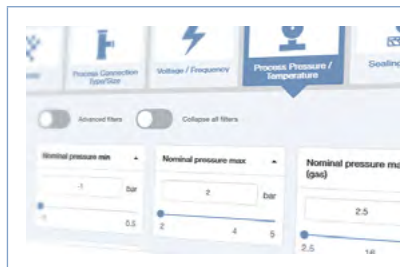 Process Connection
Type/Size
Voltage / Frequency
Process Pressure /
Temperature
Sealing
Advanced filters
Collapse all filters
Nominal pressure min
Nominal pressure max
Nominal pressure ma
(gas)
-1 bar
2 bar
2.5
-1 0.5
2 4 5
2.5 16